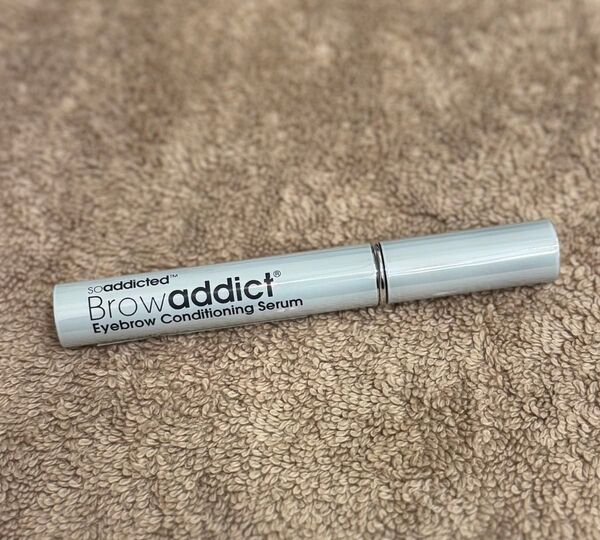 soaddicted™
Browaddict®
Eyebrow Conditioning Serum